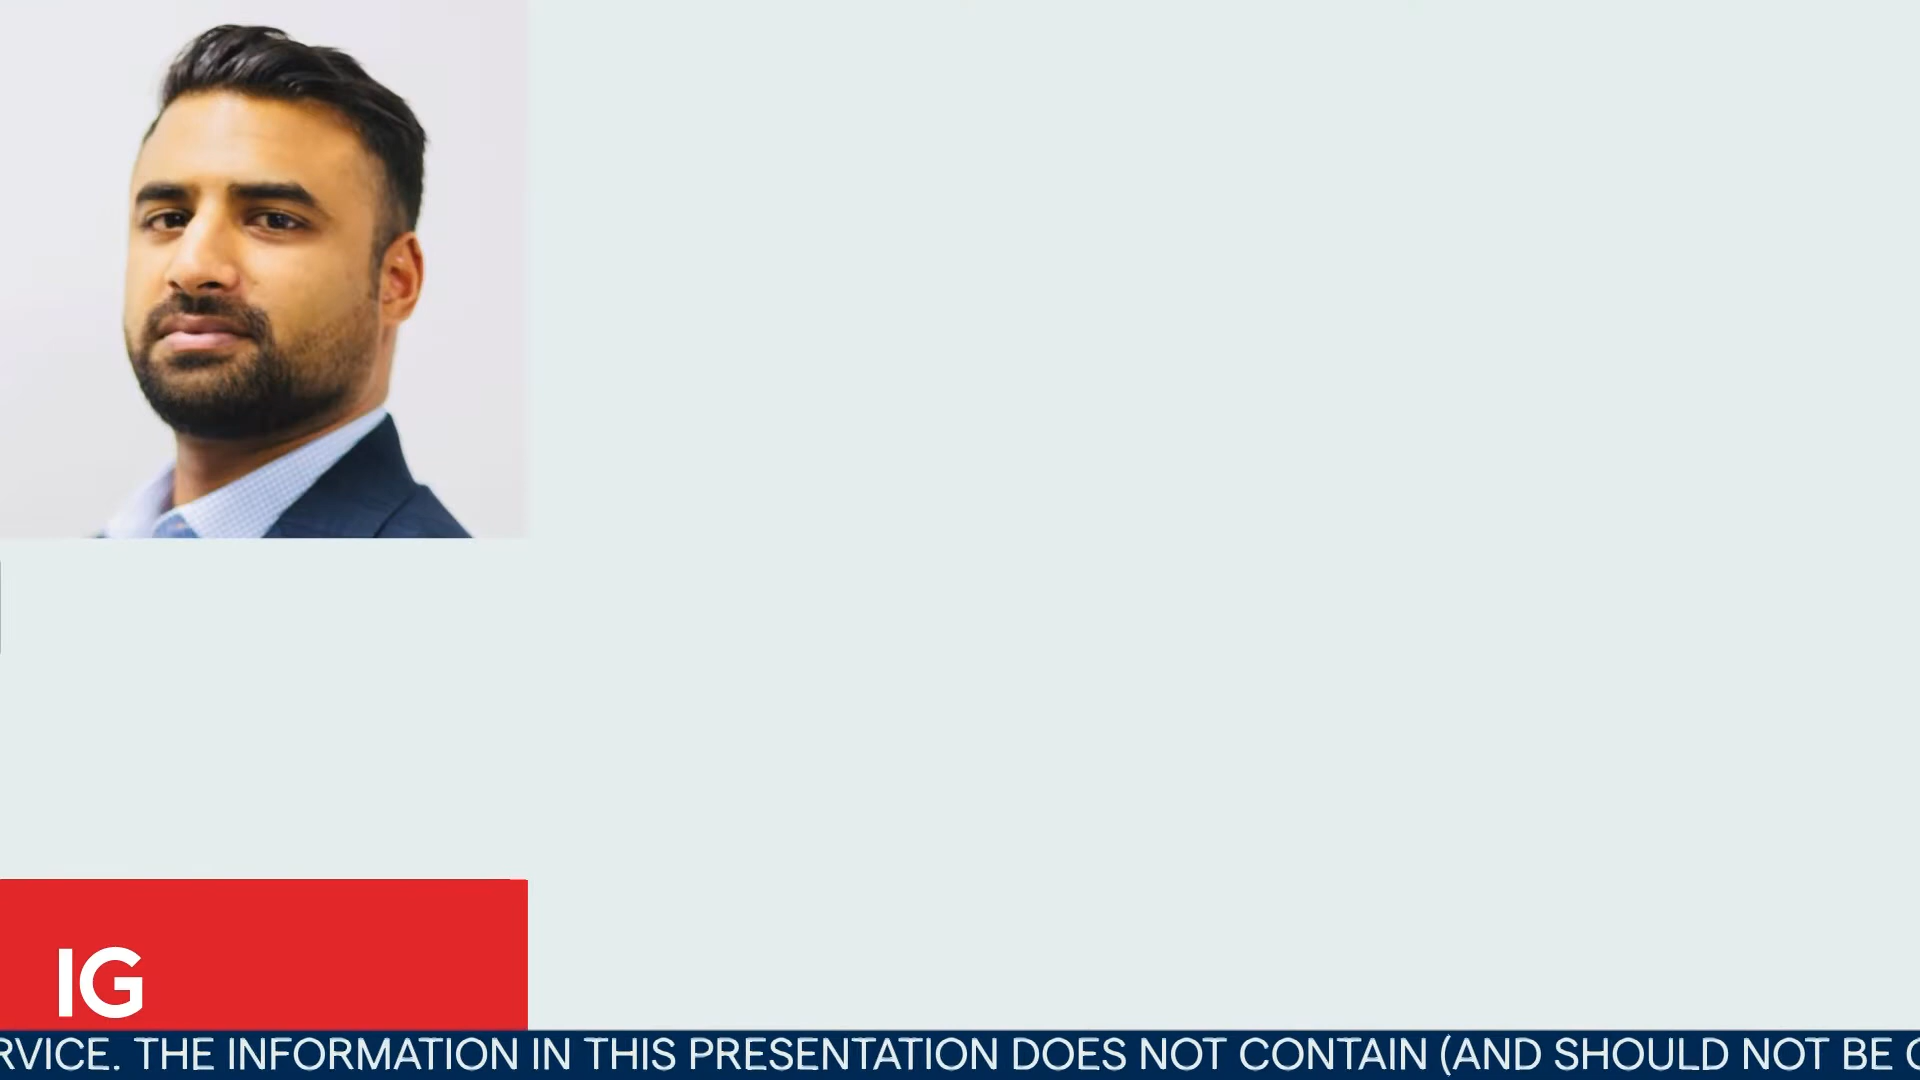 IG
RVICE. THE INFORMATION IN THIS PRESENTATION DOES NOT CONTAIN (AND SHOULD NOT BE